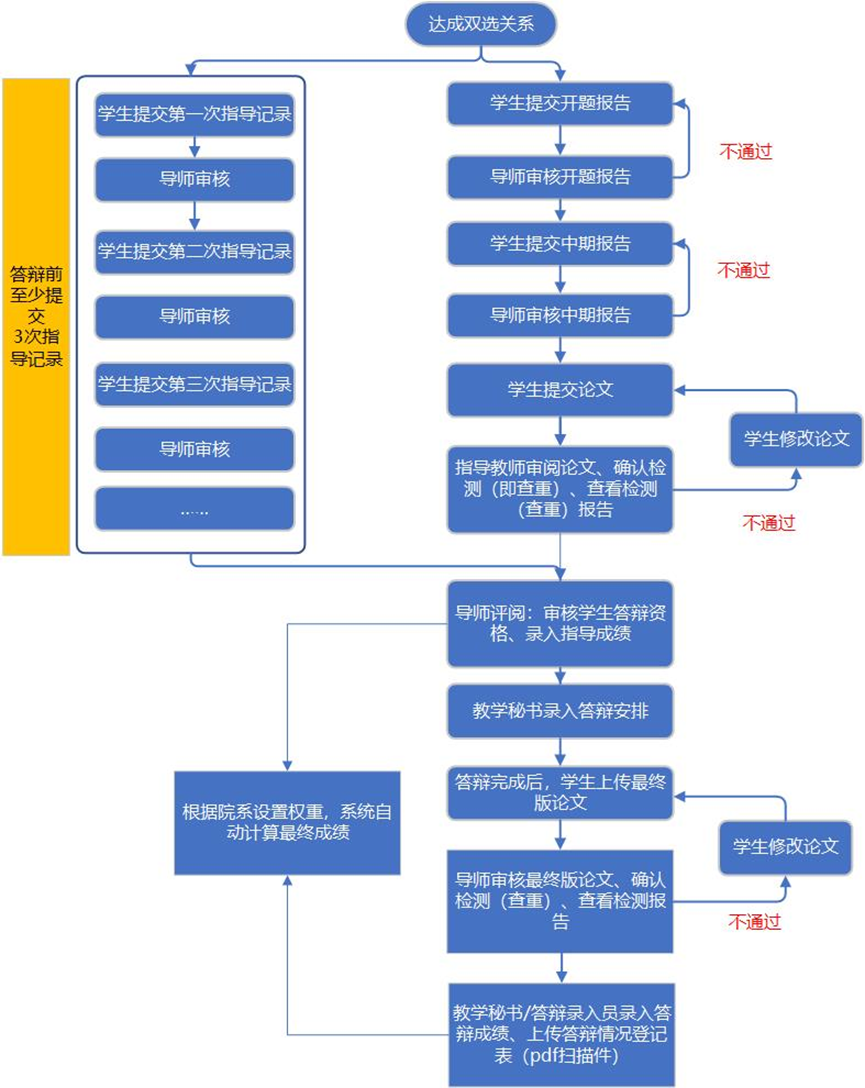 达成双选关系
答辩前
至少提
交
3次指
导记录
学生提交第一次指导记录
导师审核
学生提交第二次指导记录
导师审核
学生提交第三次指导记录
导师审核
......
学生提交开题报告
不通过
导师审核开题报告
学生提交中期报告
不通过
导师审核中期报告
学生提交论文
学生修改论文
指导教师审阅论文、确认检
测（即查重）、查看检测
（查重）报告
不通过
导师评阅：审核学生答辩资
格、录入指导成绩
教学秘书录入答辩安排
答辩完成后，学生上传最终
版论文
根据院系设置权重，系统自
动计算最终成绩
学生修改论文
导师审核最终版论文、确认
检测（查重）、查看检测报
告
不通过
教学秘书/答辩录入员录入答
辩成绩、上传答辩情况登记
表（pdf扫描件）